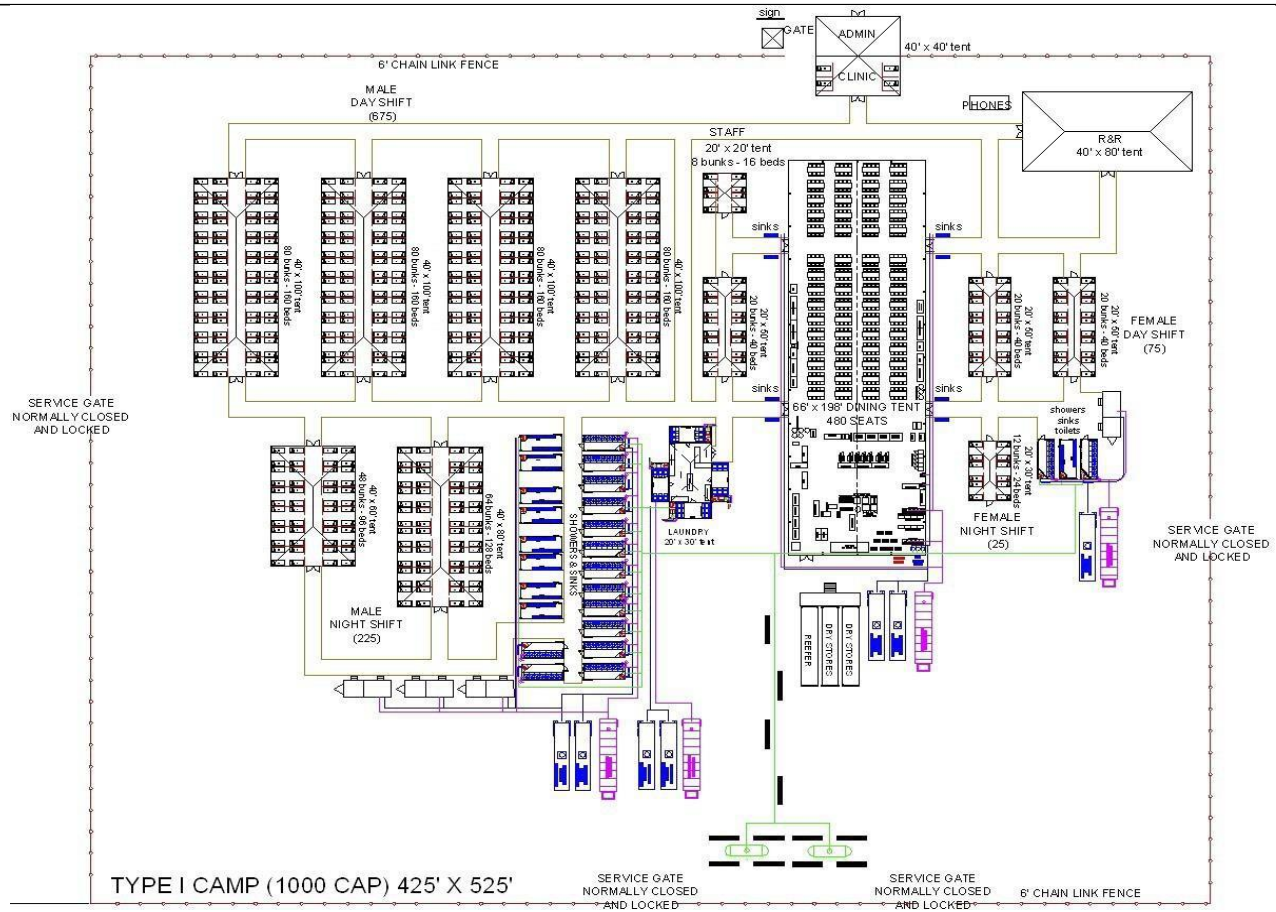 sign
GATE
ADMIN
CLINIC
40' x 40' tent
6' CHAIN LINK FENCE
MALE
DAY SHIFT
(675)
PHONES
R&R
40' x 80' tent
STAFF
20' x 20' tent
8 bunks - 16 beds
sinks
sinks
40' x 100' tent
80 bunks - 160 beds
40' x 100' tent
80 bunks - 160 beds
40' x 100' tent
80 bunks - 160 beds
40' x 100' tent
80 bunks - 160 beds
20' x 50' tent
20 bunks - 40 beds
20' x 50' tent
20 bunks - 40 beds
20' x 50' tent
20 bunks - 40 beds
FEMALE
DAY SHIFT
(75)
SERVICE GATE
NORMALLY CLOSED
AND LOCKED
sinks
sinks
66' x 198' DINING TENT
480 SEATS
showers
sinks
toilets
40' x 60' tent
48 bunks - 96 beds
40' x 80' tent
64 bunks - 128 beds
SHOWERS & SINKS
LAUNDRY
20' x 30' tent
20' x 30' tent
12 bunks - 24 beds
FEMALE
NIGHT SHIFT
(25)
SERVICE GATE
NORMALLY CLOSED
AND LOCKED
MALE
NIGHT SHIFT
(225)
REEFER
DRY STORES
DRY STORES
TYPE I CAMP (1000 CAP) 425' X 525'
SERVICE GATE
NORMALLY CLOSED
AND LOCKED
SERVICE GATE
NORMALLY CLOSED
AND LOCKED
6' CHAIN LINK FENCE